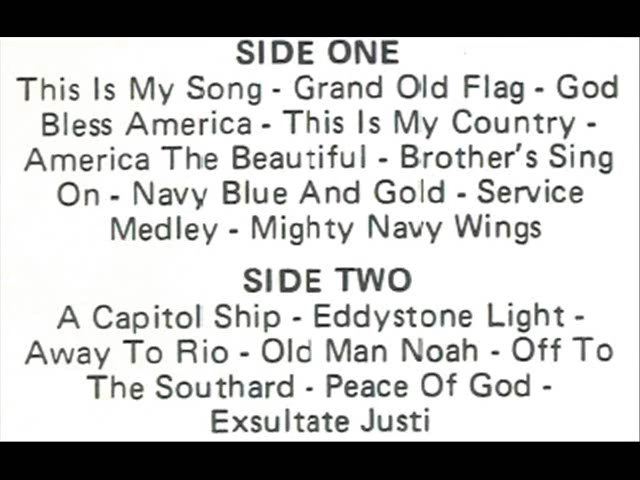 SIDE ONE
This Is My Song - Grand Old Flag - God
Bless America - This Is My Country -
America The Beautiful - Brother's Sing
On - Navy Blue And Gold - Service
Medley - Mighty Navy Wings
SIDE TWO
A Capitol Ship - Eddystone Light -
Away To Rio - Old Man Noah - Off To
The Southard - Peace Of God -
Exsultate Justi